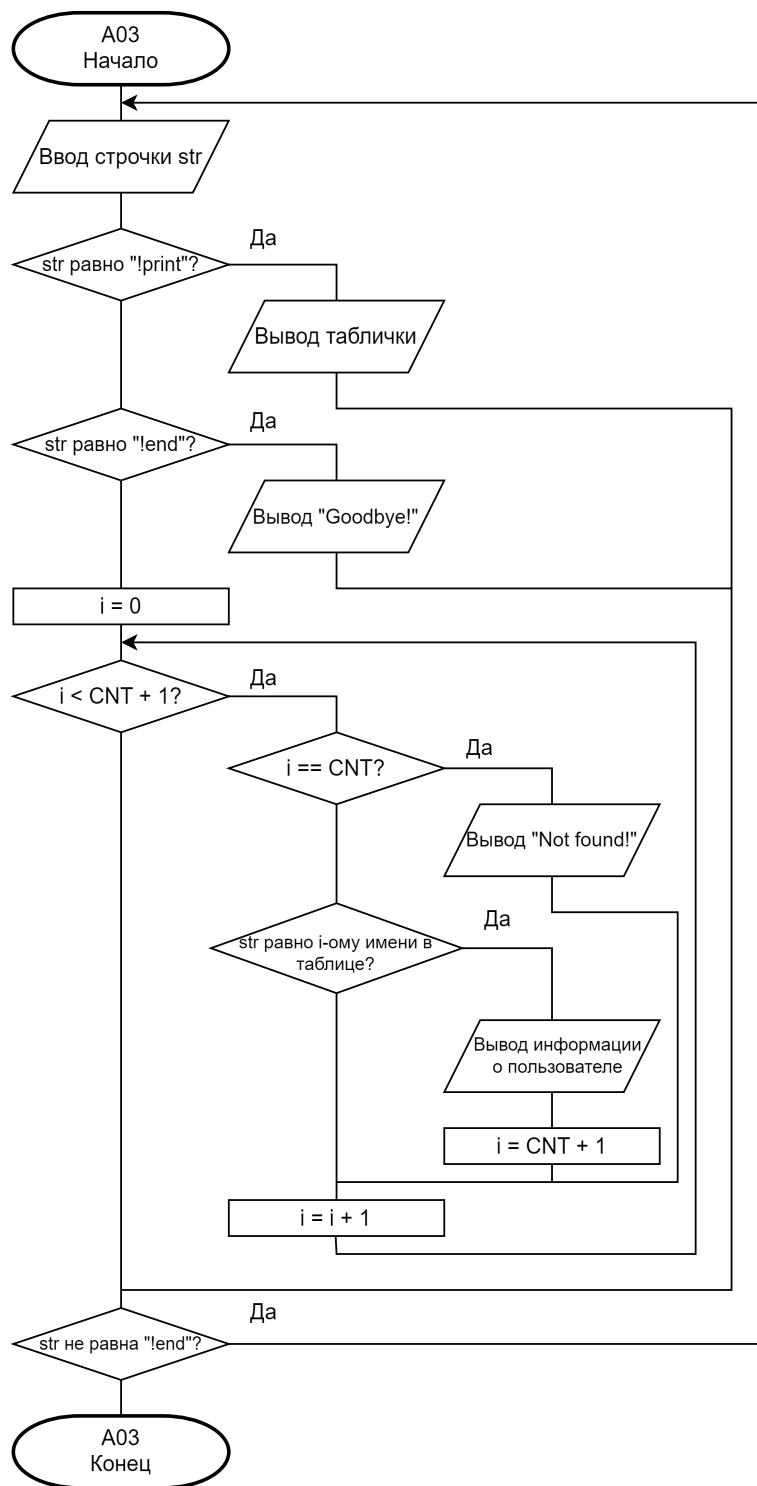 А03
Начало
Ввод строчки str
str равно "!print"?
Да
Вывод таблички
str равно "!end"?
Да
Вывод "Goodbye!"
i = 0
i < CNT + 1?
Да
i == CNT?
Да
Вывод "Not found!"
str равно i-ому имени в
таблице?
Да
Вывод информации
о пользователе
i = CNT + 1
i = i + 1
str не равна "!end"?
Да
А03
Конец